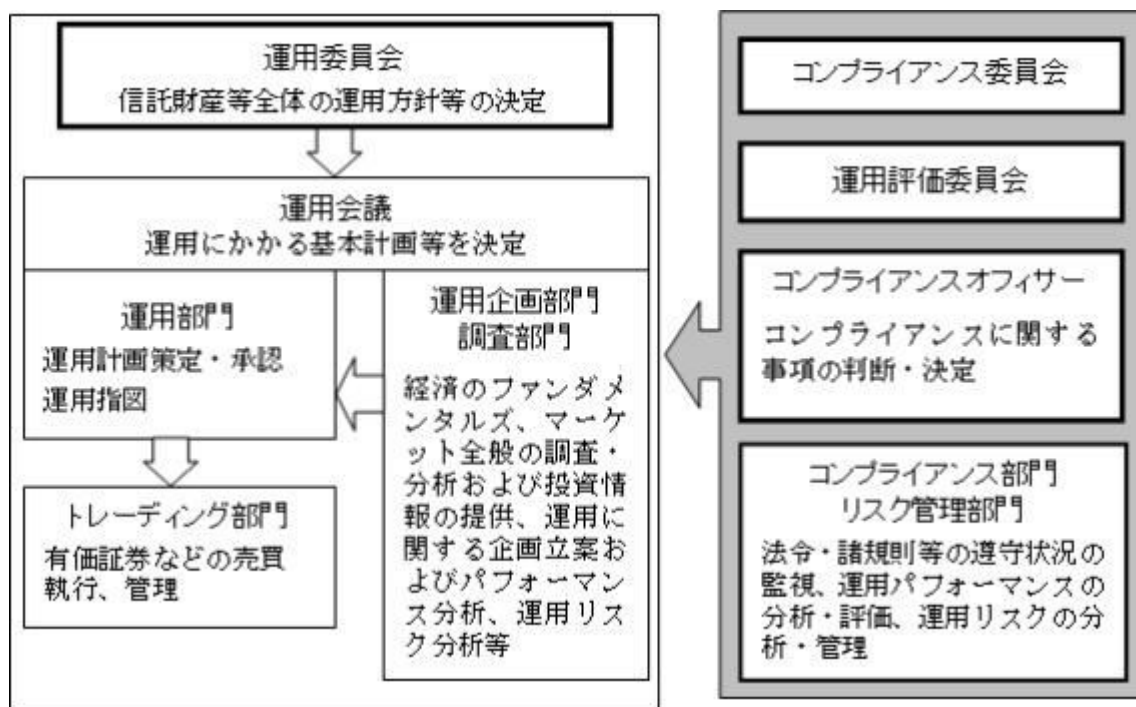 運用委員会
信託財産等全体の運用方針等の決定
運用会議
運用にかかる基本計画等を決定
運用部門
運用計画策定・承認
運用指図
運用企画部門
調査部門
経済のファンダメ
ンタルズ、マーケ
ット全般の調査・
分析および投資情
報の提供、運用に
関する企画立案お
よびパフォーマン
ス分析、運用リス
ク分析等
トレーディング部門
有価証券などの売買
執行、管理
コンプライアンス委員会
運用評価委員会
コンプライアンスオフィサー
コンプライアンスに関する
事項の判断・決定
コンプライアンス部門
リスク管理部門
法令・諸規則等の遵守状況の
監視、運用パフォーマンスの
分析・評価、運用リスクの分
析・管理